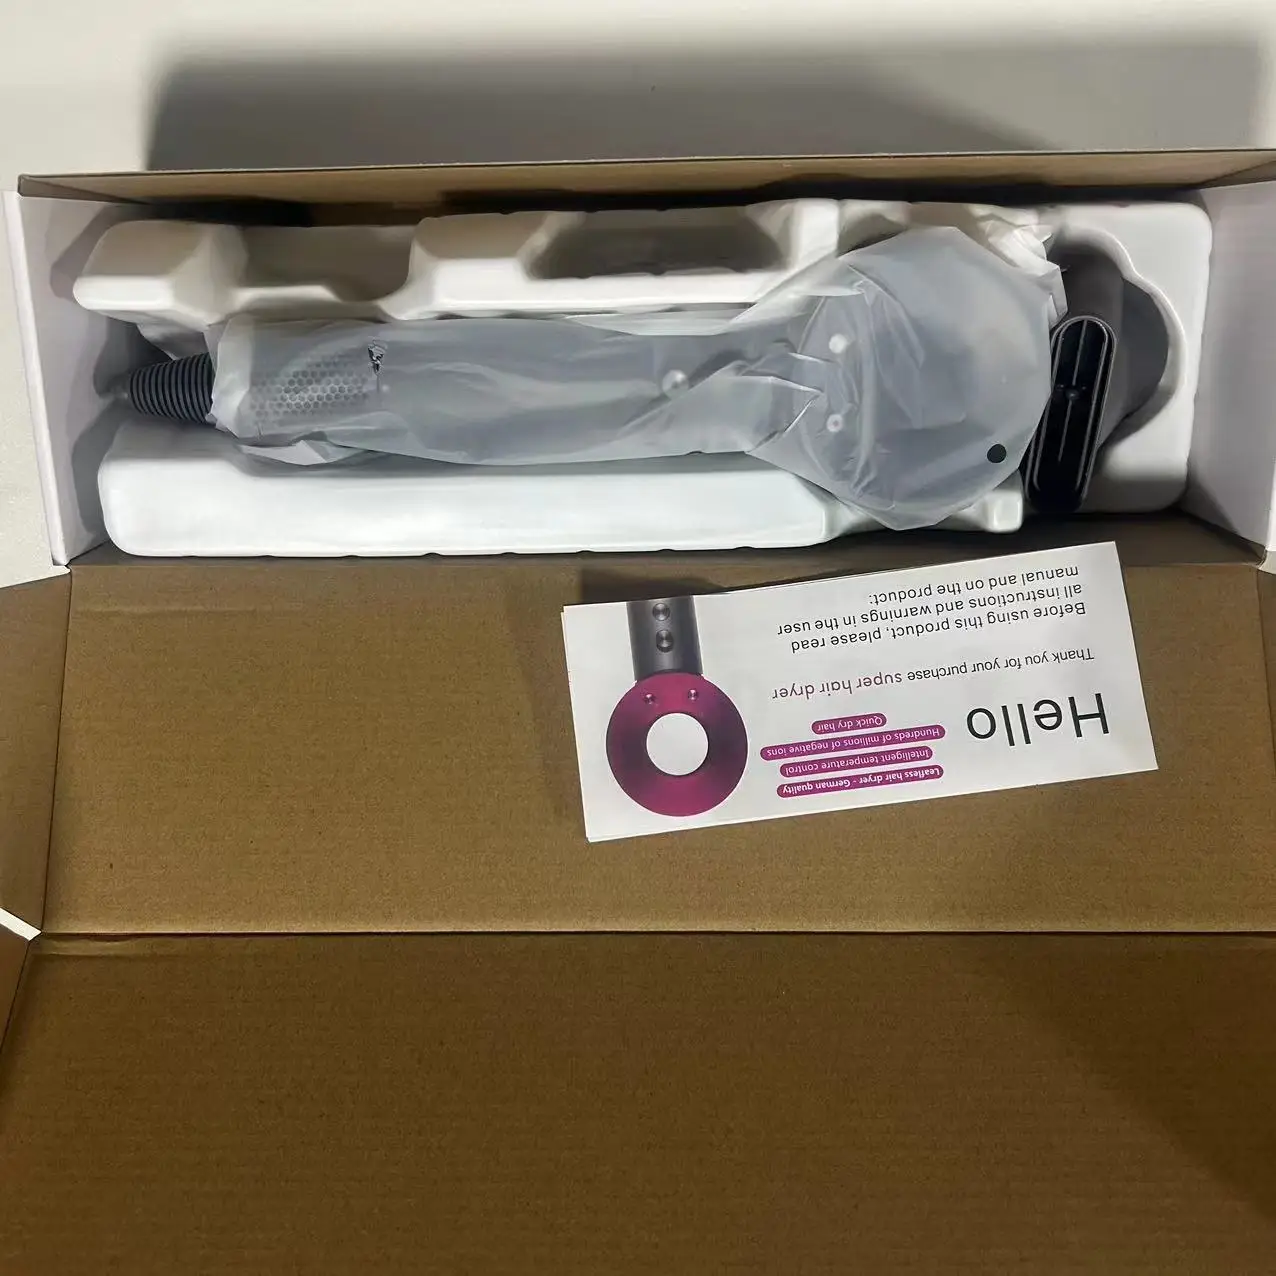 Hello
Thank you for your purchase super hair dryer
Before using this product, please read
all instructions and warnings in the user
manual and on the product:
Leafless hair dryer - German quality
Intelligent temperature control
Hundreds of millions of negative ions
Quick dry hair